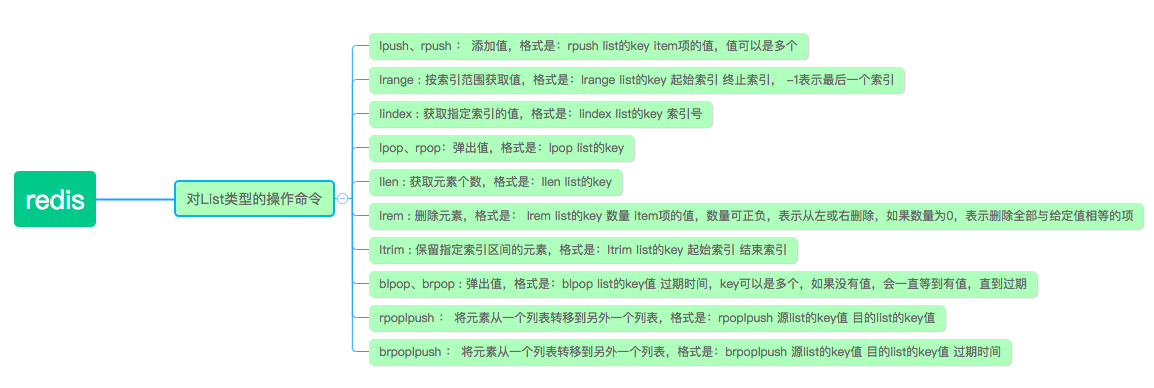 redis
对List类型的操作命令
lpush、rpush： 添加值，格式是：rpush list的key item项的值，值可以是多个
lrange : 按索引范围获取值，格式是：lrange list的key 起始索引 终止索引， -1表示最后一个索引
lindex : 获取指定索引的值，格式是：lindex list的key 索引号
lpop、rpop：弹出值，格式是：lpop list的key
llen : 获取元素个数，格式是：llen list的key
lrem : 删除元素，格式是： lrem list的key 数量 item项的值，数量可正负，表示从左或右删除，如果数量为0，表示删除全部与给定值相等的项
ltrim : 保留指定索引区间的元素，格式是：ltrim list的key 起始索引 结束索引
blpop、brpop : 弹出值，格式是：blpop list的key值 过期时间，key可以是多个，如果没有值，会一直等到有值，直到过期
rpoplpush： 将元素从一个列表转移到另外一个列表，格式是：rpoplpush 源list的key值 目的list的key值
brpoplpush： 将元素从一个列表转移到另外一个列表，格式是：brpoplpush 源list的key值 目的list的key值 过期时间